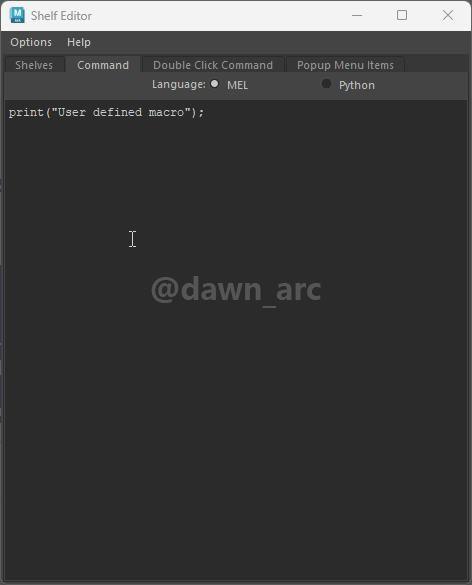 Shelf Editor
Options Help
Shelves Command Double Click Command Popup Menu Items
Language: MEL Python
print("User defined macro");
@dawn_arc